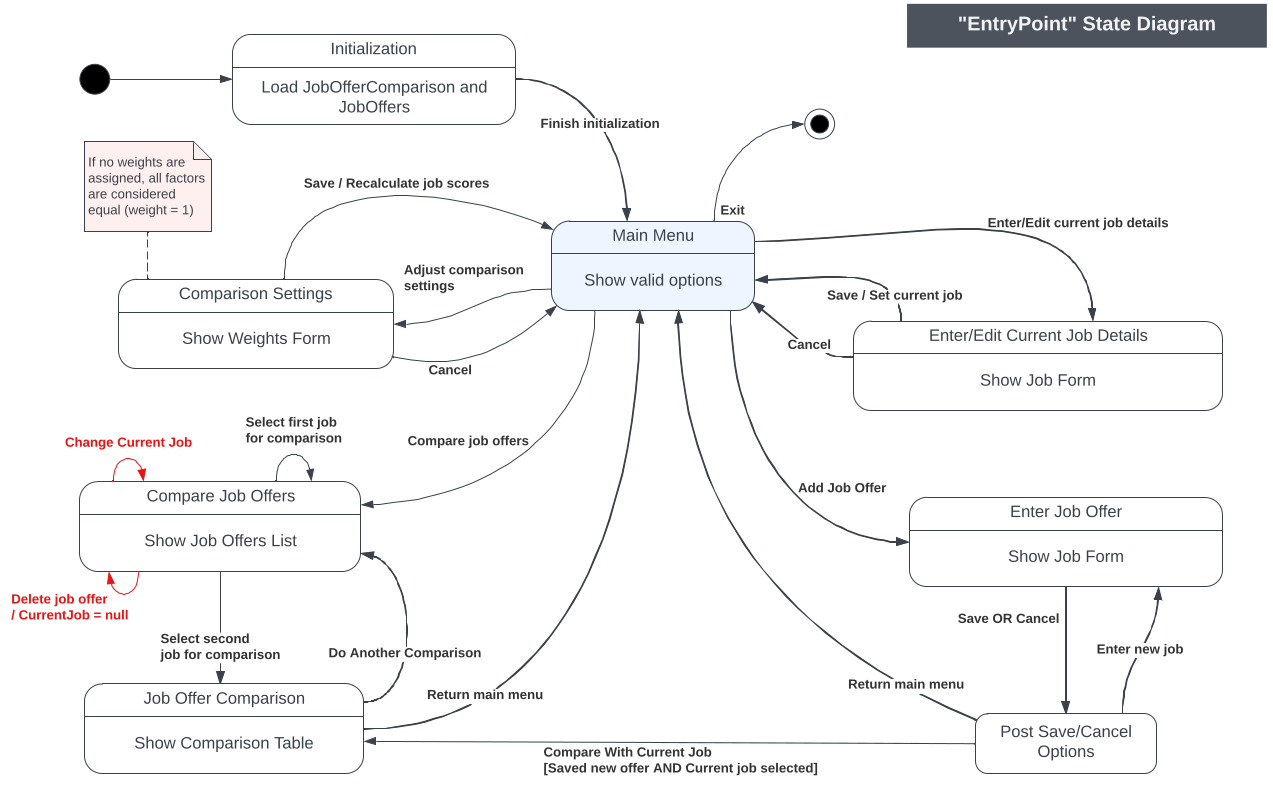 "EntryPoint" State Diagram
Initialization
Load JobOfferComparison and
JobOffers
Finish initialization
If no weights are
assigned, all factors
are considered
equal (weight = 1)
Save / Recalculate job scores
Exit
Main Menu
Show valid options
Enter/Edit current job details
Comparison Settings
Show Weights Form
Adjust comparison
settings
Cancel
Save / Set current job
Cancel
Enter/Edit Current Job Details
Show Job Form
Change Current Job
Select first job
for comparison
Compare job offers
Compare Job Offers
Show Job Offers List
Add Job Offer
Enter Job Offer
Show Job Form
Delete job offer
/ CurrentJob = null
Select second
job for comparison
Do Another Comparison
Save OR Cancel
Enter new job
Job Offer Comparison
Show Comparison Table
Return main menu
Return main menu
Post Save/Cancel
Options
Compare With Current Job
[Saved new offer AND Current job selected]